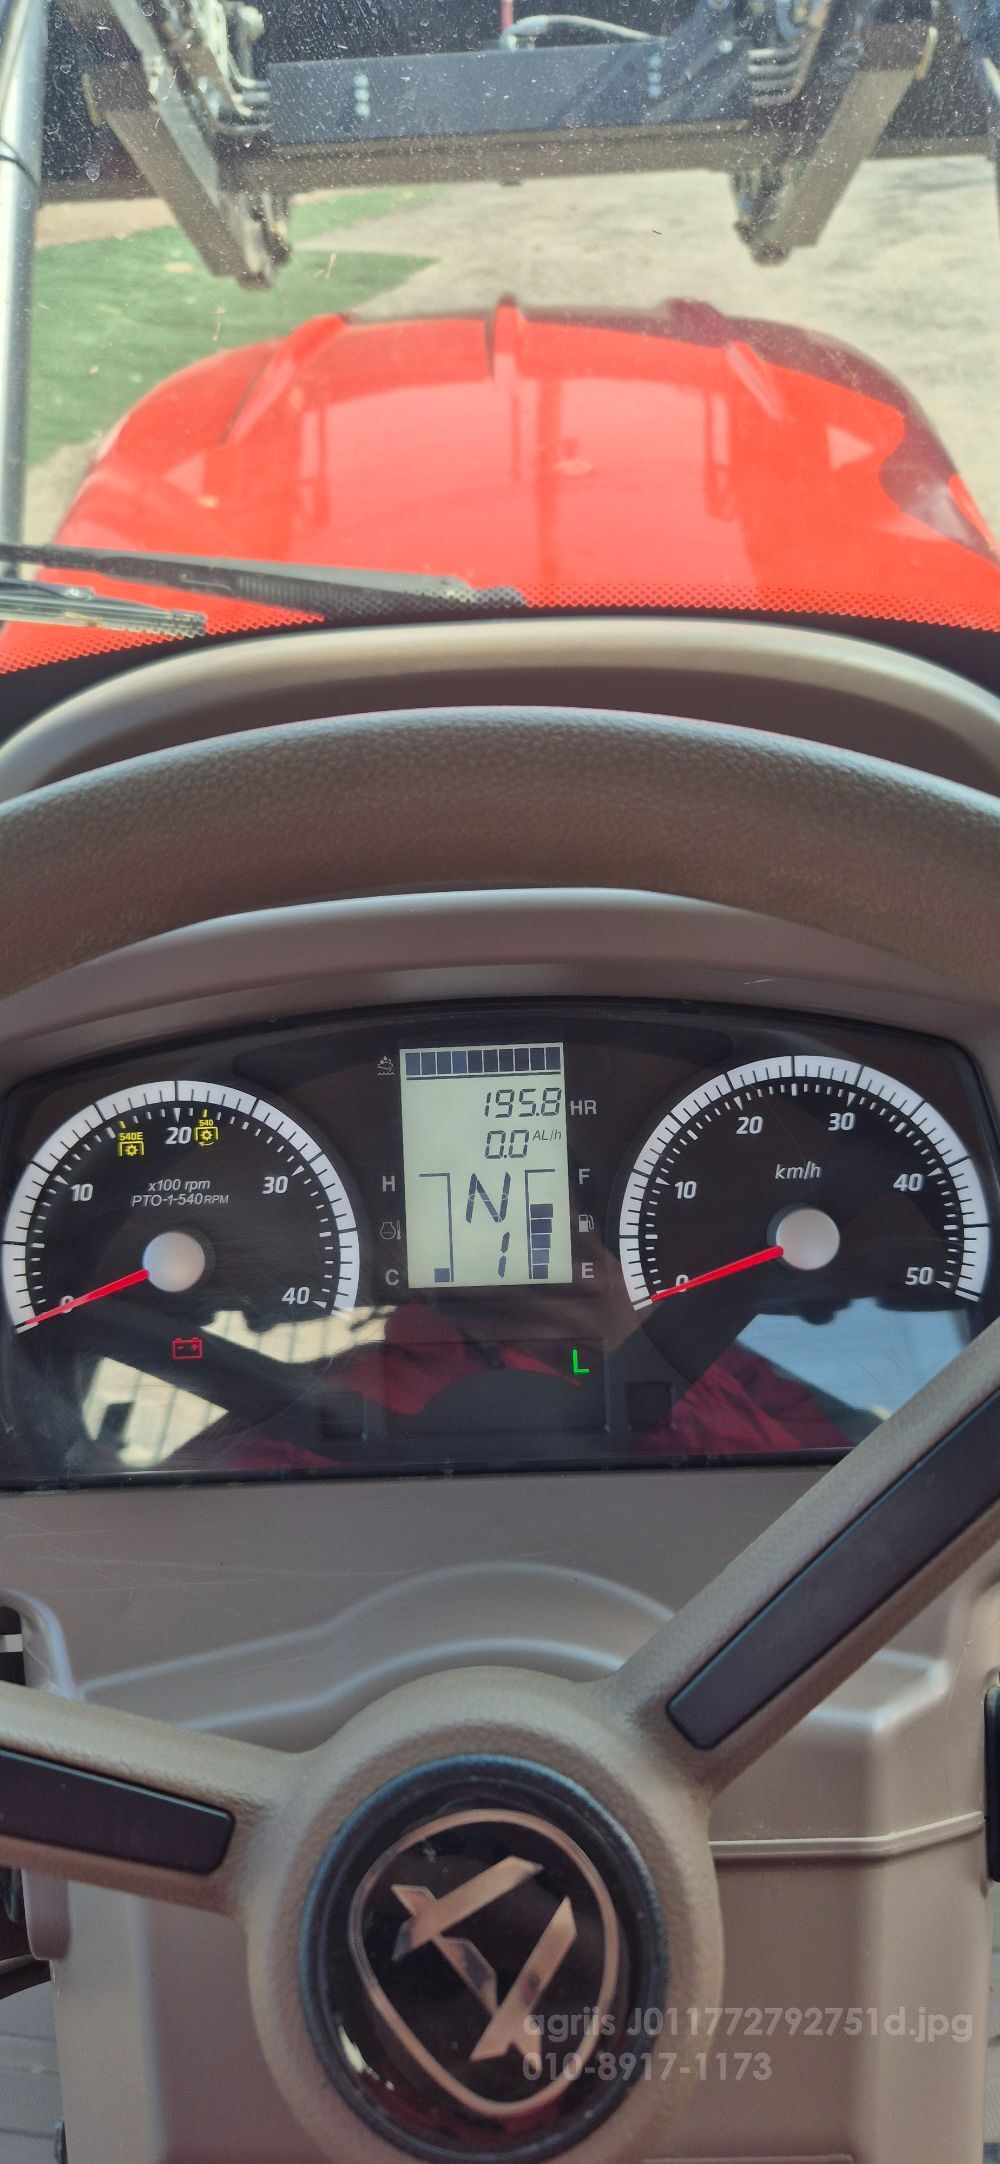 195.8 HR
0.0 AL/h
540E
20
540
10
30
x100 rpm
PTO-1-540RPM
0
40
H
N
F
1
C
E
20
30
km/h
10
40
0
50
L
agriis J011772792751d.jpg
010-8917-1173